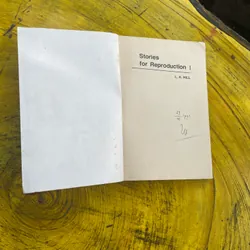 Stories
for Reproduction 1
L. A. HILL